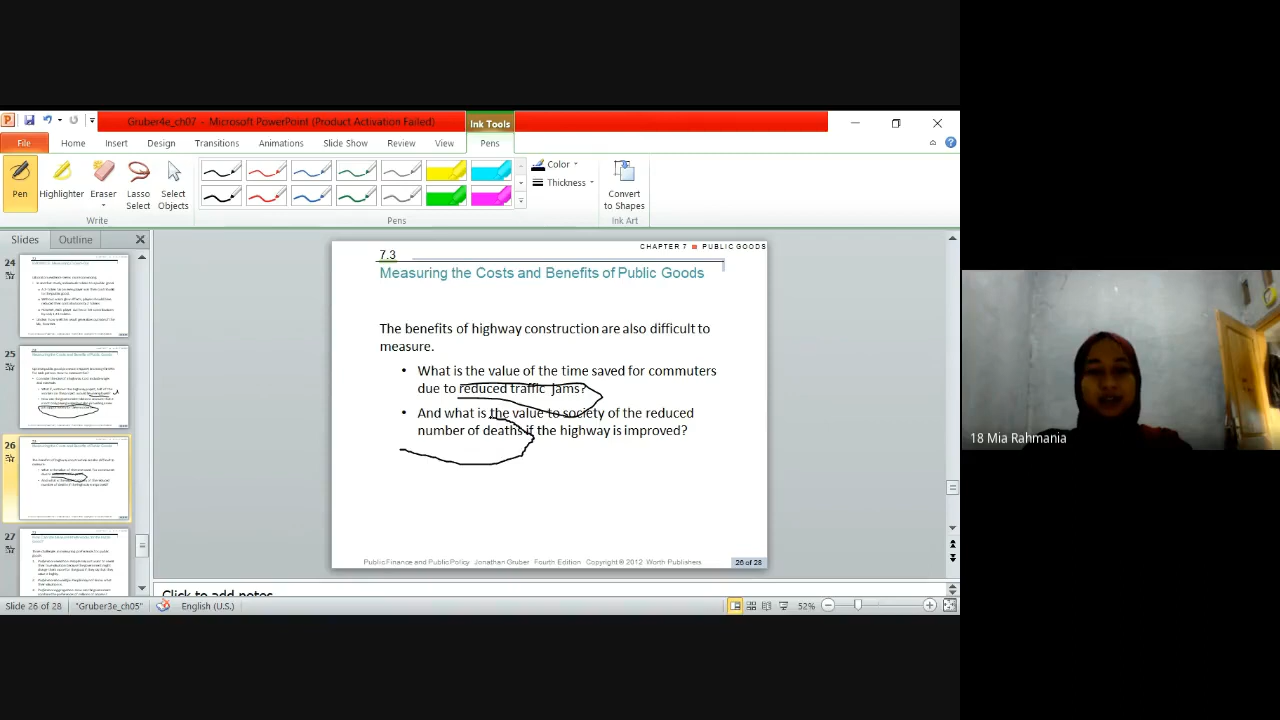 Gruber4e_ch07 - Microsoft PowerPoint (Product Activation Failed)
Ink Tools
File Home Insert Design Transitions Animations Slide Show Review View Pens
Pen
Highlighter
Eraser
Lasso Select
Select Objects
Color
Thickness
Convert to Shapes
Write
Pens
Ink Art
Slides Outline
24
25
26
27
CHAPTER 7 ■ PUBLIC GOODS
7.3
Measuring the Costs and Benefits of Public Goods
The benefits of highway construction are also difficult to
measure.
• What is the value of the time saved for commuters
due to reduced traffic jams?
• And what is the value to society of the reduced
number of deaths if the highway is improved?
Public Finance and Public Policy Jonathan Gruber Fourth Edition Copyright © 2012 Worth Publishers
26 of 28
Click to add notes
Slide 26 of 28 "Gruber3e_ch05" English (U.S.) 52%
18 Mia Rahmania